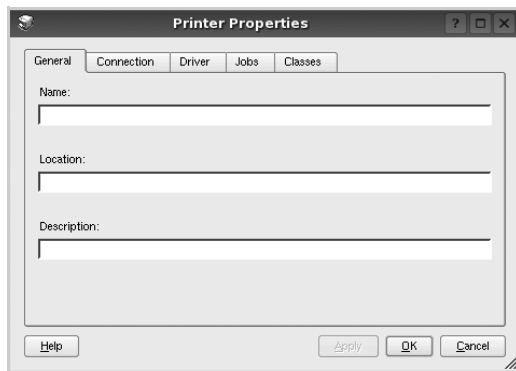 Printer Properties
?
General Connection Driver Jobs Classes
Name:
Location:
Description:
Help Apply OK Cancel